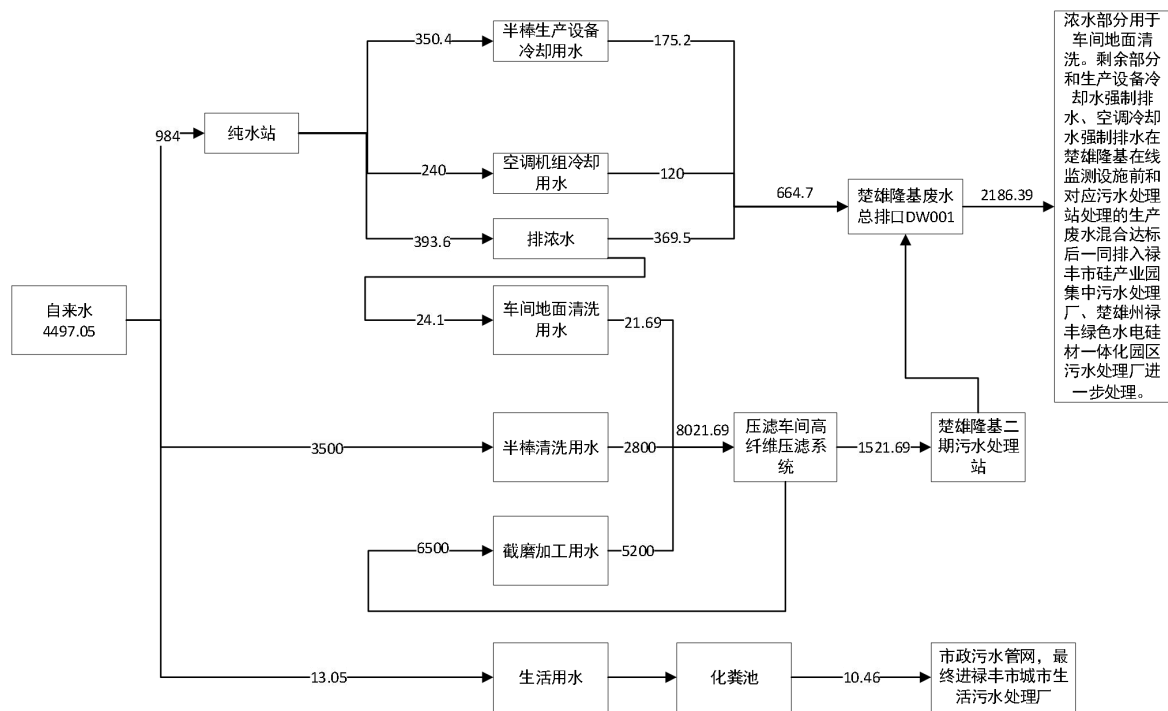 自来水
4497.05
984
纯水站
350.4
半棒生产设备
冷却用水
175.2
240
空调机组冷却
用水
120
393.6
排浓水
369.5
24.1
车间地面清洗
用水
21.69
3500
半棒清洗用水
2800
6500
截磨加工用水
5200
8021.69
压滤车间高
纤维压滤系
统
1521.69
楚雄隆基二
期污水处理
站
664.7
楚雄隆基废水
总排口DW001
2186.39
浓水部分用于
车间地面清
洗。剩余部分
和生产设备冷
却水强制排
水、空调冷却
水强制排水在
楚雄隆基在线
监测设施前和
对应污水处理
站处理的生产
废水混合达标
后一同排入禄
丰市硅产业园
集中污水处理
厂、楚雄州禄
丰绿色水电硅
材一体化园区
污水处理厂进
一步处理。
13.05
生活用水
化粪池
10.46
市政污水管网，最
终进禄丰市城市生
活污水处理厂